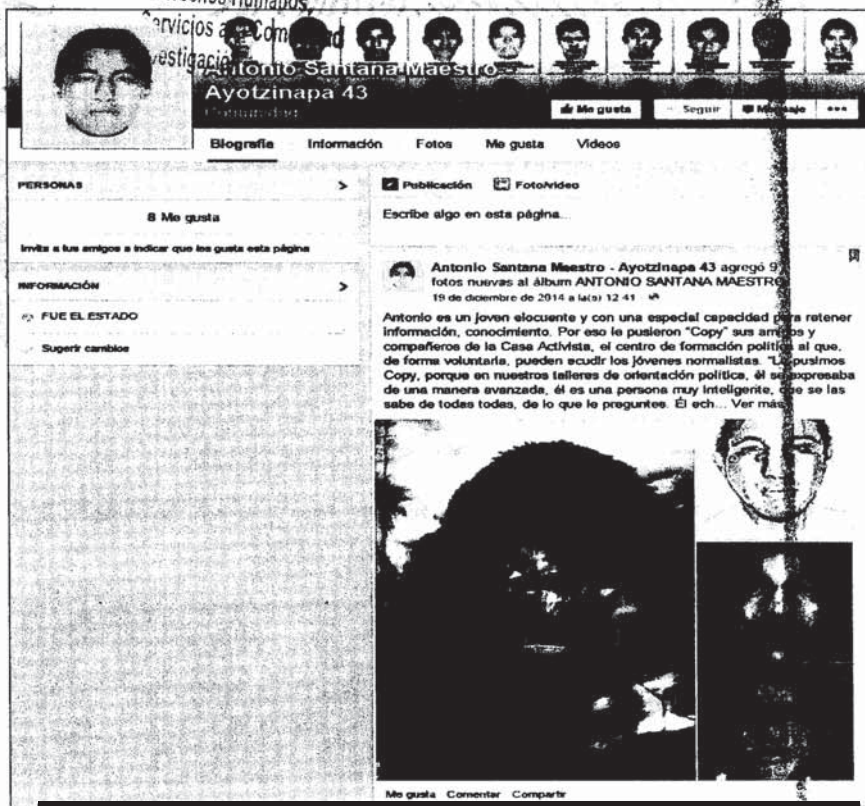 Humanos,
Servicios a
Antonio Santana Maestro -
Ayotzinapa 43
Comunidad
Me gusta
Seguir
Mensaje
Biografía Información Fotos Me gusta Videos
PERSONAS
8 Me gusta
Invita a tus amigos a indicar que les gusta esta página
INFORMACIÓN
FUE EL ESTADO
Sugerir cambios
Publicación Foto/video
Escribe algo en esta página...
Antonio Santana Maestro - Ayotzinapa 43 agregó 9
fotos nuevas al álbum ANTONIO SANTANA MAESTRO
19 de diciembre de 2014 a la(s) 12:41
Antonio es un joven elocuente y con una especial capacidad para retener
información, conocimiento. Por eso le pusieron "Copy" sus amigos y
compañeros de la Casa Activista, el centro de formación política al que,
de forma voluntaria, pueden acudir los jóvenes normalistas. "Le pusimos
Copy, porque en nuestros talleres de orientación política, él se expresaba
de una manera avanzada, él es una persona muy inteligente, que se las
sabe de todas todas, de lo que le preguntes. Él ech... Ver más
Me gusta Comentar Compartir